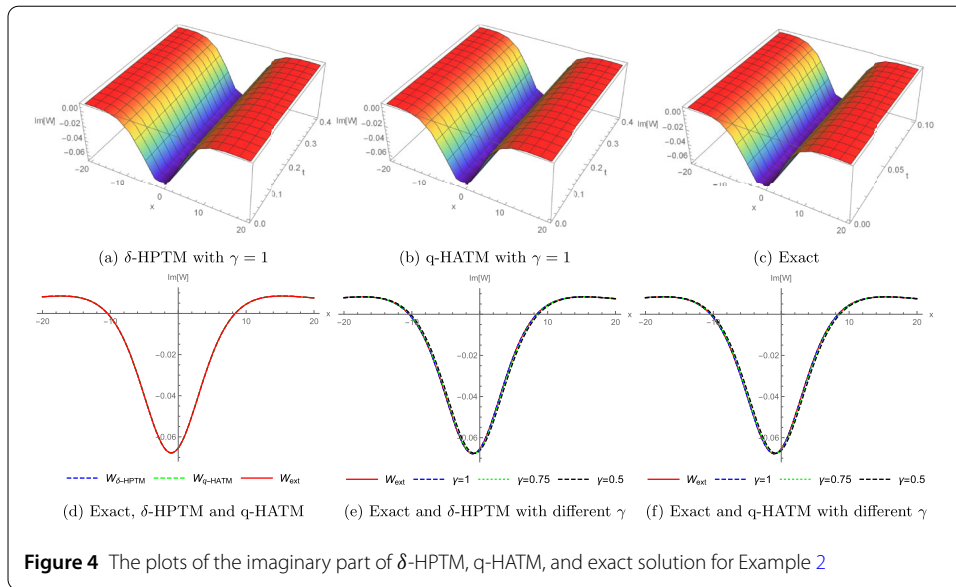 0.00
-0.02
Im[W]
-0.04
-0.06
-20
-10
x
0
10
20
0.0
0.1
0.2
t
0.3
0.4
0.00
-0.02
Im[W]
-0.04
-0.06
-20
-10
x
0
10
20
0.0
0.1
0.2
t
0.3
0.4
0.00
-0.02
Im[W]
-0.04
-0.06
-20
-10
x
0
10
20
0.00
0.05
t
0.10
(a) δ-HPTM with γ = 1
(b) q-HATM with γ = 1
(c) Exact
Im[W]
-20 -10 10 20 x
-0.02
-0.04
-0.06
Im[W]
-20 -10 10 20 x
-0.02
-0.04
-0.06
Im[W]
-20 -10 10 20 x
-0.02
-0.04
-0.06
Wδ-HPTM Wq-HATM Wext
Wext γ=1 γ=0.75 γ=0.5
Wext γ=1 γ=0.75 γ=0.5
(d) Exact, δ-HPTM and q-HATM
(e) Exact and δ-HPTM with different γ
(f) Exact and q-HATM with different γ
Figure 4 The plots of the imaginary part of δ-HPTM, q-HATM, and exact solution for Example 2